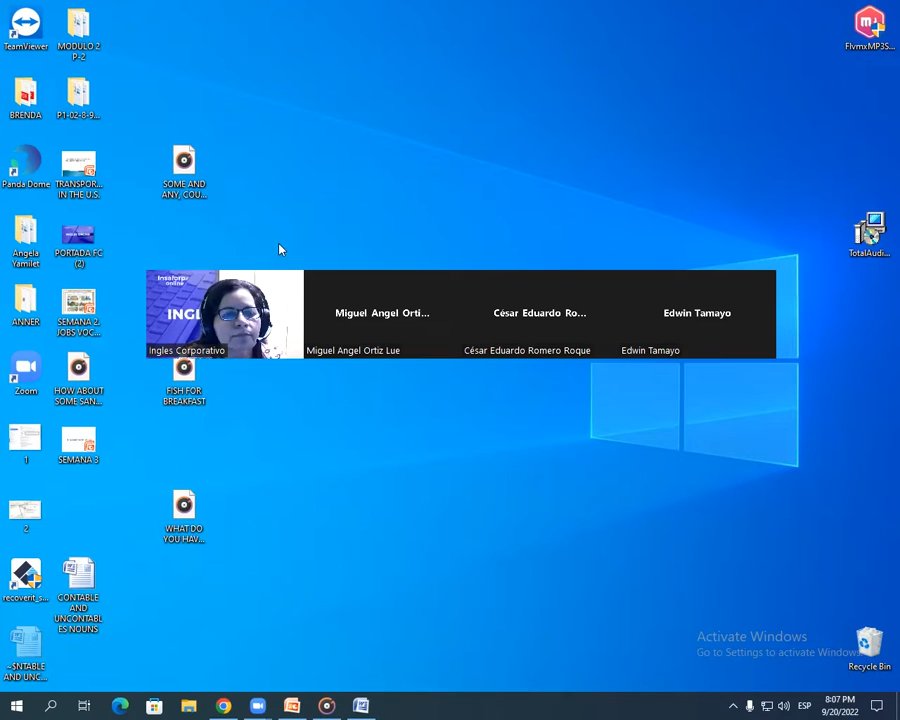 TeamViewer
MODULO 2
P-2
FlvmxMP3S...
BRENDA
P1-02-8-9...
Panda Dome
TRANSPOR...
IN THE U.S.
SOME AND
ANY, COU...
Angela
Yamilet
PORTADA FC
(2)
TotalAudi...
ANNER
SEMANA 2.
JOBS VOC...
Insaforp
online
INGL
Ingles Corporativo
Miguel Angel Orti...
Miguel Angel Ortiz Lue
César Eduardo Ro...
César Eduardo Romero Roque
Edwin Tamayo
Edwin Tamayo
Zoom
HOW ABOUT
SOME SAN...
FISH FOR
BREAKFAST
1
SEMANA 3
2
WHAT DO
YOU HAV...
recoverit_s...
CONTABLE
AND
UNCONTABL
ES NOUNS
~$NTABLE
AND UNC...
Activate Windows
Go to Settings to activate Windows.
Recycle Bin
ESP
8:07 PM
9/20/2022